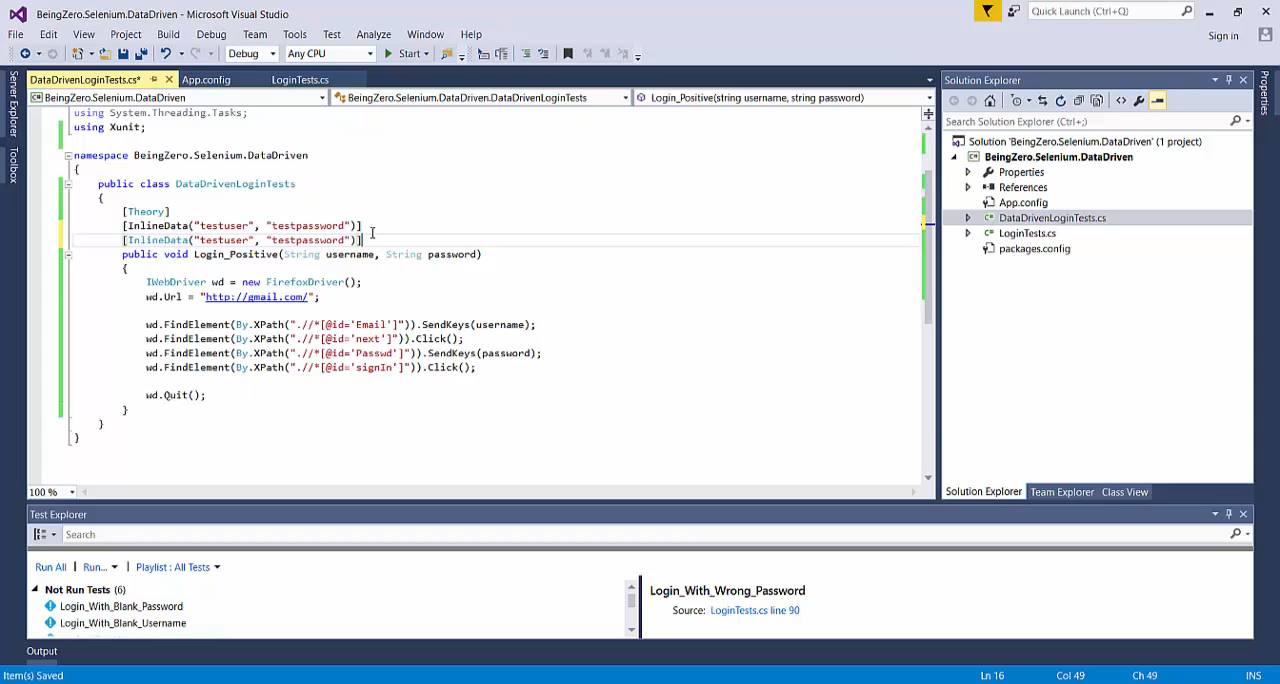 BeingZero.Selenium.DataDriven - Microsoft Visual Studio
Quick Launch (Ctrl+;)
File Edit View Project Build Debug Team Tools Test Analyze Window Help
Sign in
Debug Any CPU Start
DataDrivenLoginTests.cs* App.config LoginTests.cs
Solution Explorer
Server Explorer
Toolbox
Properties
BeingZero.Selenium.DataDriven BeingZero.Selenium.DataDriven.DataDrivenLoginTests Login_Positive(string username, string password)
using System.Threading.Tasks;
using Xunit;
namespace BeingZero.Selenium.DataDriven
{
public class DataDrivenLoginTests
{
[Theory]
[InlineData("testuser", "testpassword")]
[InlineData("testuser", "testpassword")]
public void Login_Positive(String username, String password)
{
IWebDriver wd = new FirefoxDriver();
wd.Url = "http://gmail.com/";
wd.FindElement(By.XPath(".//*[@id='Email']")).SendKeys(username);
wd.FindElement(By.XPath(".//*[@id='next']")).Click();
wd.FindElement(By.XPath(".//*[@id='Passwd']")).SendKeys(password);
wd.FindElement(By.XPath(".//*[@id='signIn']")).Click();
wd.Quit();
}
}
}
100 %
Search Solution Explorer (Ctrl+;)
Solution 'BeingZero.Selenium.DataDriven' (1 project)
BeingZero.Selenium.DataDriven
Properties
References
App.config
DataDrivenLoginTests.cs
LoginTests.cs
packages.config
Solution Explorer Team Explorer Class View
Test Explorer
Search
Run All | Run... | Playlist : All Tests
Not Run Tests (6)
Login_With_Blank_Password
Login_With_Blank_Username
Login_With_Wrong_Password
Source: LoginTests.cs line 90
Output
Item(s) Saved Ln 16 Col 49 Ch 49 INS